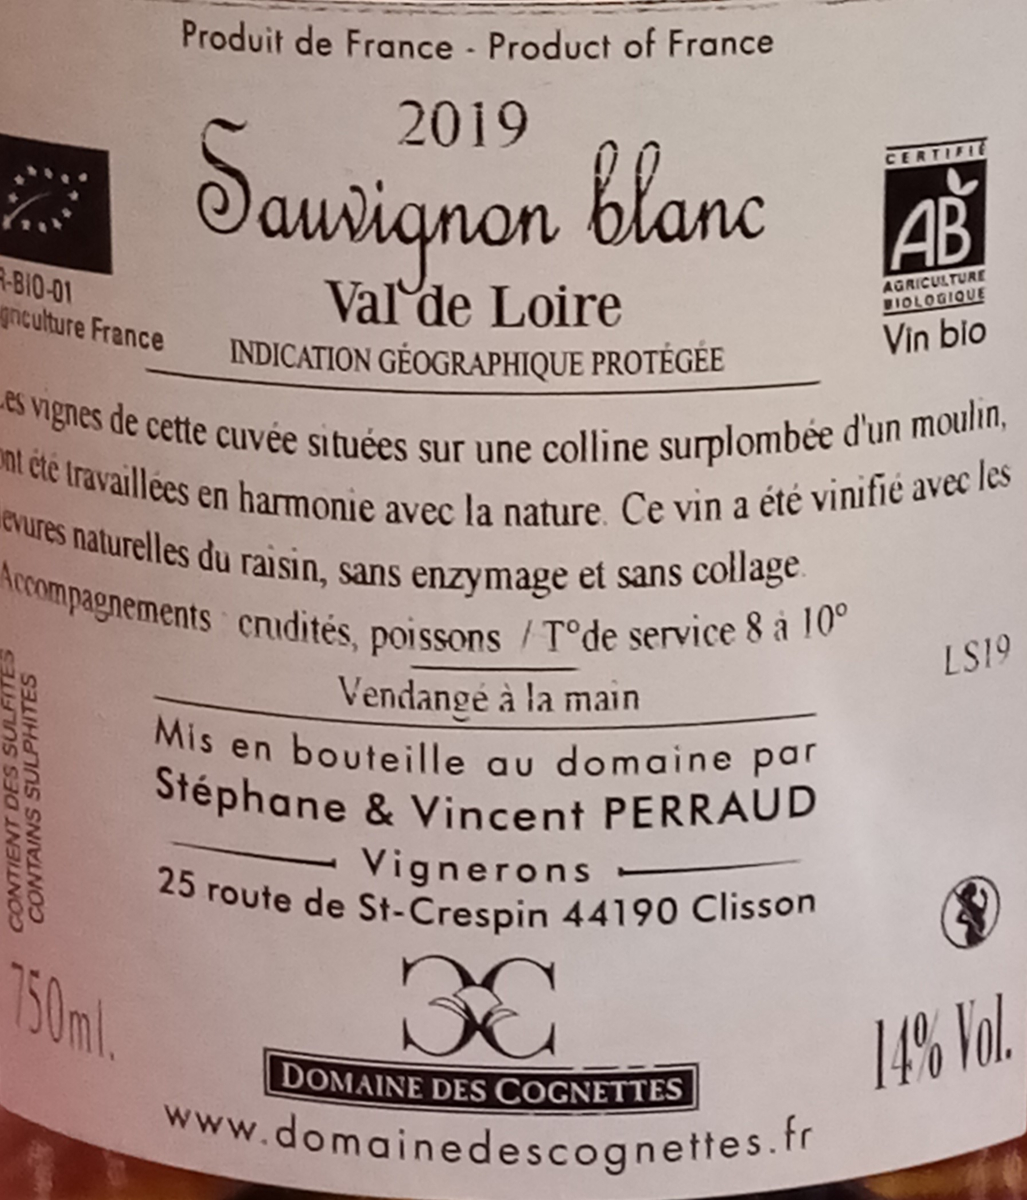 Produit de France - Product of France
2019
Sauvignon blanc
Val de Loire
INDICATION GÉOGRAPHIQUE PROTÉGÉE
R-BIO-01
griculture France
CERTIFIÉ
AB
AGRICULTURE
BIOLOGIQUE
Vin bio
Les vignes de cette cuvée situées sur une colline surplombée d'un moulin,
ont été travaillées en harmonie avec la nature. Ce vin a été vinifié avec les
levures naturelles du raisin, sans enzymage et sans collage.
Accompagnements : crudités, poissons / T°de service 8 à 10°
LS19
Vendangé à la main
Mis en bouteille au domaine par
Stéphane & Vincent PERRAUD
Vignerons
25 route de St-Crespin 44190 Clisson
CONTIENT DES SULFITES
CONTAINS SULPHITES
750ml.
14% Vol.
DOMAINE DES COGNETTES
www.domainedescognettes.fr